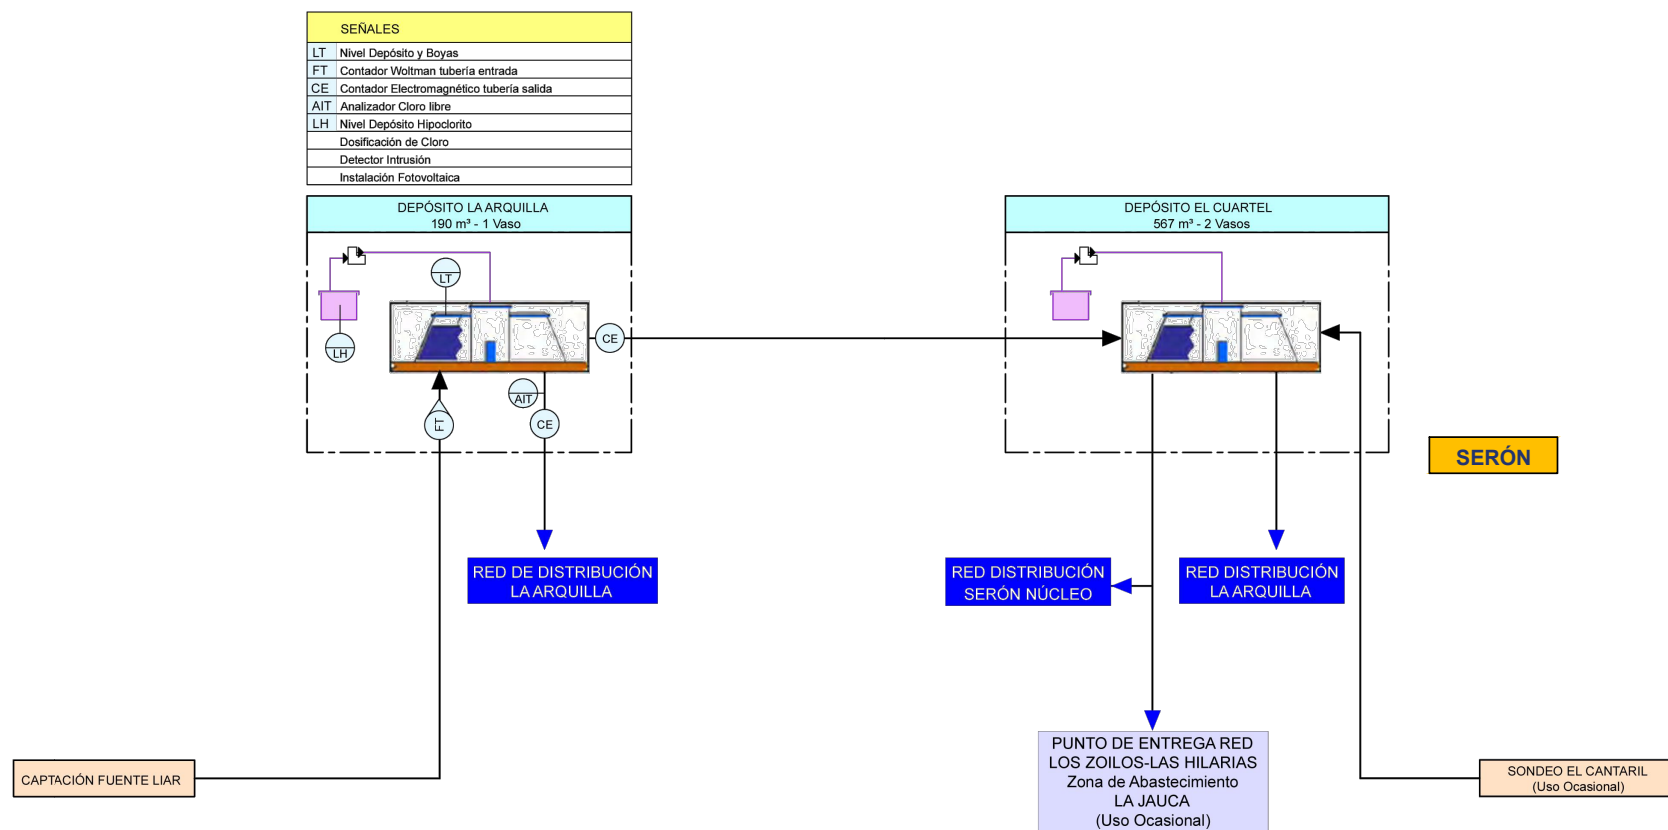 SEÑALES
LT Nivel Depósito y Boyas
FT Contador Woltman tubería entrada
CE Contador Electromagnético tubería salida
AIT Analizador Cloro libre
LH Nivel Depósito Hipoclorito
Dosificación de Cloro
Detector Intrusión
Instalación Fotovoltaica
DEPÓSITO LA ARQUILLA
190 m³ - 1 Vaso
LT
LH
CE
AIT
FT
CE
DEPÓSITO EL CUARTEL
567 m³ - 2 Vasos
SERÓN
RED DE DISTRIBUCIÓN
LA ARQUILLA
RED DISTRIBUCIÓN
SERÓN NÚCLEO
RED DISTRIBUCIÓN
LA ARQUILLA
CAPTACIÓN FUENTE LIAR
PUNTO DE ENTREGA RED
LOS ZOILOS-LAS HILARIAS
Zona de Abastecimiento
LA JAUCA
(Uso Ocasional)
SONDEO EL CANTARIL
(Uso Ocasional)